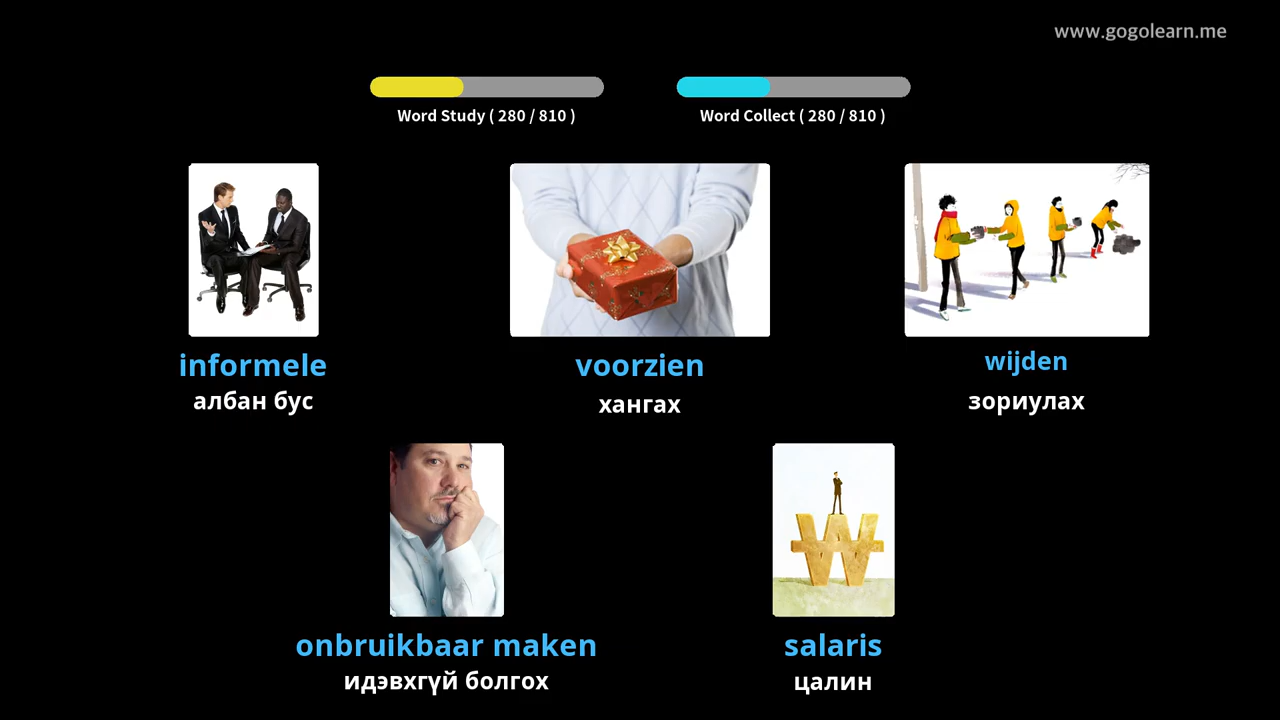 www.gogolearn.me
Word Study ( 280 / 810 )
Word Collect ( 280 / 810 )
informele
албан бус
voorzien
хангах
wijden
зориулах
onbruikbaar maken
идэвхгүй болгох
salaris
цалин